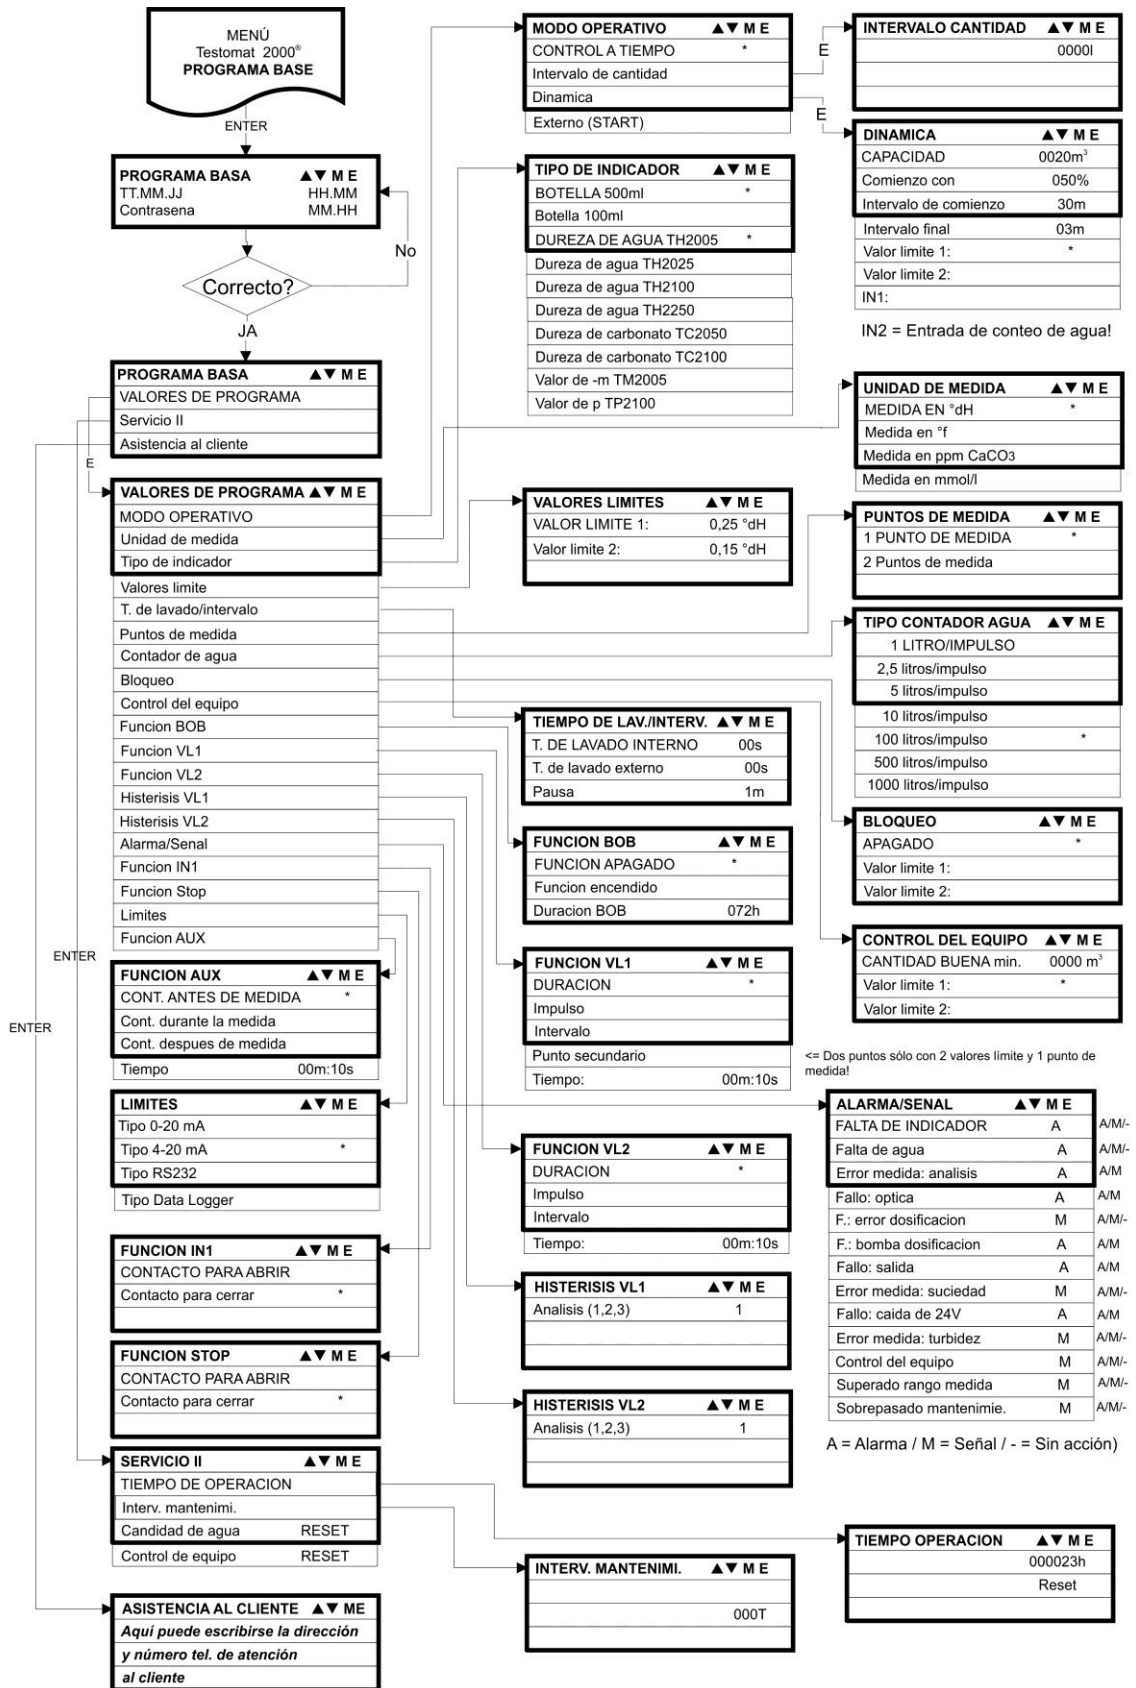 MENÚ
Testomat 2000®
PROGRAMA BASE
ENTER
PROGRAMA BASA ▲▼ M E
TT.MM.JJ HH.MM
Contrasena MM.HH
No
Correcto?
JA
PROGRAMA BASA ▲▼ M E
VALORES DE PROGRAMA
Servicio II
Asistencia al cliente
E
VALORES DE PROGRAMA ▲▼ M E
MODO OPERATIVO
Unidad de medida
Tipo de indicador
Valores limite
T. de lavado/intervalo
Puntos de medida
Contador de agua
Bloqueo
Control del equipo
Funcion BOB
Funcion VL1
Funcion VL2
Histerisis VL1
Histerisis VL2
Alarma/Senal
Funcion IN1
Funcion Stop
Limites
Funcion AUX
ENTER
ENTER
FUNCION AUX ▲▼ M E
CONT. ANTES DE MEDIDA *
Cont. durante la medida
Cont. despues de medida
Tiempo 00m:10s
LIMITES ▲▼ M E
Tipo 0-20 mA
Tipo 4-20 mA *
Tipo RS232
Tipo Data Logger
FUNCION IN1 ▲▼ M E
CONTACTO PARA ABRIR
Contacto para cerrar *
FUNCION STOP ▲▼ M E
CONTACTO PARA ABRIR
Contacto para cerrar *
SERVICIO II ▲▼ M E
TIEMPO DE OPERACION
Interv. mantenimi.
Candidad de agua RESET
Control de equipo RESET
ASISTENCIA AL CLIENTE ▲▼ ME
Aquí puede escribirse la dirección
y número tel. de atención
al cliente
MODO OPERATIVO ▲▼ M E
CONTROL A TIEMPO *
Intervalo de cantidad
Dinamica
Externo (START)
E
E
TIPO DE INDICADOR ▲▼ M E
BOTELLA 500ml *
Botella 100ml
DUREZA DE AGUA TH2005 *
Dureza de agua TH2025
Dureza de agua TH2100
Dureza de agua TH2250
Dureza de carbonato TC2050
Dureza de carbonato TC2100
Valor de -m TM2005
Valor de p TP2100
VALORES LIMITES ▲▼ M E
VALOR LIMITE 1: 0,25 °dH
Valor limite 2: 0,15 °dH
TIEMPO DE LAV./INTERV. ▲▼ M E
T. DE LAVADO INTERNO 00s
T. de lavado externo 00s
Pausa 1m
FUNCION BOB ▲▼ M E
FUNCION APAGADO *
Funcion encendido
Duracion BOB 072h
FUNCION VL1 ▲▼ M E
DURACION *
Impulso
Intervalo
Punto secundario
Tiempo: 00m:10s
FUNCION VL2 ▲▼ M E
DURACION *
Impulso
Intervalo
Tiempo: 00m:10s
HISTERISIS VL1 ▲▼ M E
Analisis (1,2,3) 1
HISTERISIS VL2 ▲▼ M E
Analisis (1,2,3) 1
INTERV. MANTENIMI. ▲▼ M E
000T
INTERVALO CANTIDAD ▲▼ M E
0000l
DINAMICA ▲▼ M E
CAPACIDAD 0020m³
Comienzo con 050%
Intervalo de comienzo 30m
Intervalo final 03m
Valor limite 1: *
Valor limite 2:
IN1:
IN2 = Entrada de conteo de agua!
UNIDAD DE MEDIDA ▲▼ M E
MEDIDA EN °dH *
Medida en °f
Medida en ppm CaCO3
Medida en mmol/l
PUNTOS DE MEDIDA ▲▼ M E
1 PUNTO DE MEDIDA *
2 Puntos de medida
TIPO CONTADOR AGUA ▲▼ M E
1 LITRO/IMPULSO
2,5 litros/impulso
5 litros/impulso
10 litros/impulso
100 litros/impulso *
500 litros/impulso
1000 litros/impulso
BLOQUEO ▲▼ M E
APAGADO *
Valor limite 1:
Valor limite 2:
CONTROL DEL EQUIPO ▲▼ M E
CANTIDAD BUENA min. 0000 m³
Valor limite 1: *
Valor limite 2:
<= Dos puntos sólo con 2 valores límite y 1 punto de
medida!
ALARMA/SENAL ▲▼ M E
FALTA DE INDICADOR A A/M/-
Falta de agua A A/M/-
Error medida: analisis A A/M
Fallo: optica A A/M
F.: error dosificacion M A/M/-
F.: bomba dosificacion A A/M
Fallo: salida A A/M
Error medida: suciedad M A/M/-
Fallo: caida de 24V A A/M
Error medida: turbidez M A/M/-
Control del equipo M A/M/-
Superado rango medida M A/M/-
Sobrepasado mantenimie. M A/M/-
A = Alarma / M = Señal / - = Sin acción)
TIEMPO OPERACION ▲▼ M E
000023h
Reset